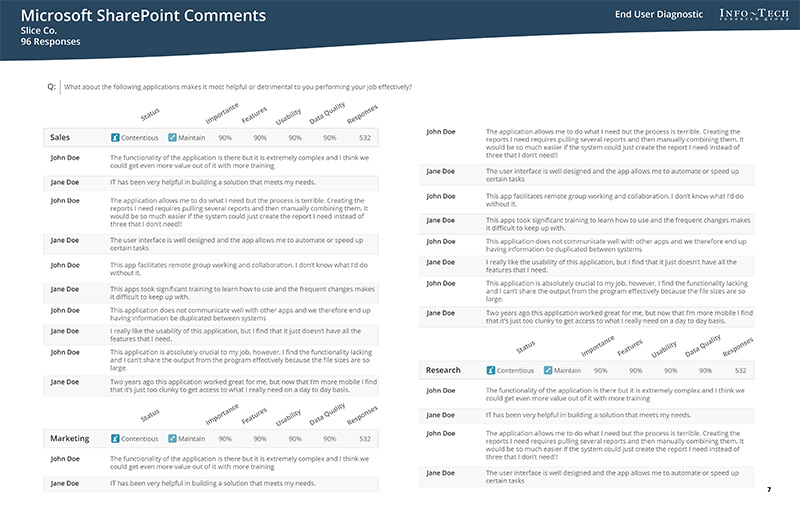 Microsoft SharePoint Comments
Slice Co.
96 Responses
End User Diagnostic
INFO~TECH
research group
Q: What about the following applications makes it most helpful or detrimental to you performing your job effectively?
Status Importance Features Usability Data Quality Responses
Sales Contentious Maintain 90% 90% 90% 90% 532
John Doe The functionality of the application is there but it is extremely complex and I think we
could get even more value out of it with more training
Jane Doe IT has been very helpful in building a solution that meets my needs.
John Doe The application allows me to do what I need but the process is terrible. Creating the
reports I need requires pulling several reports and then manually combining them. It
would be so much easier if the system could just create the report I need instead of
three that I don't need!!
Jane Doe The user interface is well designed and the app allows me to automate or speed up
certain tasks
John Doe This app facilitates remote group working and collaboration. I don't know what I'd do
without it.
Jane Doe This apps took significant training to learn how to use and the frequent changes makes
it difficult to keep up with.
John Doe This application does not communicate well with other apps and we therefore end up
having information be duplicated between systems
Jane Doe I really like the usability of this application, but I find that it just doesn't have all the
features that I need.
John Doe This application is absolutely crucial to my job, however, I find the functionality lacking
and I can't share the output from the program effectively because the file sizes are so
large.
Jane Doe Two years ago this application worked great for me, but now that I'm more mobile I find
that it's just too clunky to get access to what I really need on a day to day basis.
Status Importance Features Usability Data Quality Responses
Marketing Contentious Maintain 90% 90% 90% 90% 532
John Doe The functionality of the application is there but it is extremely complex and I think we
could get even more value out of it with more training
Jane Doe IT has been very helpful in building a solution that meets my needs.
John Doe The application allows me to do what I need but the process is terrible. Creating the
reports I need requires pulling several reports and then manually combining them. It
would be so much easier if the system could just create the report I need instead of
three that I don't need!!
Jane Doe The user interface is well designed and the app allows me to automate or speed up
certain tasks
John Doe This app facilitates remote group working and collaboration. I don't know what I'd do
without it.
Jane Doe This apps took significant training to learn how to use and the frequent changes makes
it difficult to keep up with.
John Doe This application does not communicate well with other apps and we therefore end up
having information be duplicated between systems
Jane Doe I really like the usability of this application, but I find that it just doesn't have all the
features that I need.
John Doe This application is absolutely crucial to my job, however, I find the functionality lacking
and I can't share the output from the program effectively because the file sizes are so
large.
Jane Doe Two years ago this application worked great for me, but now that I'm more mobile I find
that it's just too clunky to get access to what I really need on a day to day basis.
Status Importance Features Usability Data Quality Responses
Research Contentious Maintain 90% 90% 90% 90% 532
John Doe The functionality of the application is there but it is extremely complex and I think we
could get even more value out of it with more training
Jane Doe IT has been very helpful in building a solution that meets my needs.
John Doe The application allows me to do what I need but the process is terrible. Creating the
reports I need requires pulling several reports and then manually combining them. It
would be so much easier if the system could just create the report I need instead of
three that I don't need!!
Jane Doe The user interface is well designed and the app allows me to automate or speed up
certain tasks
7